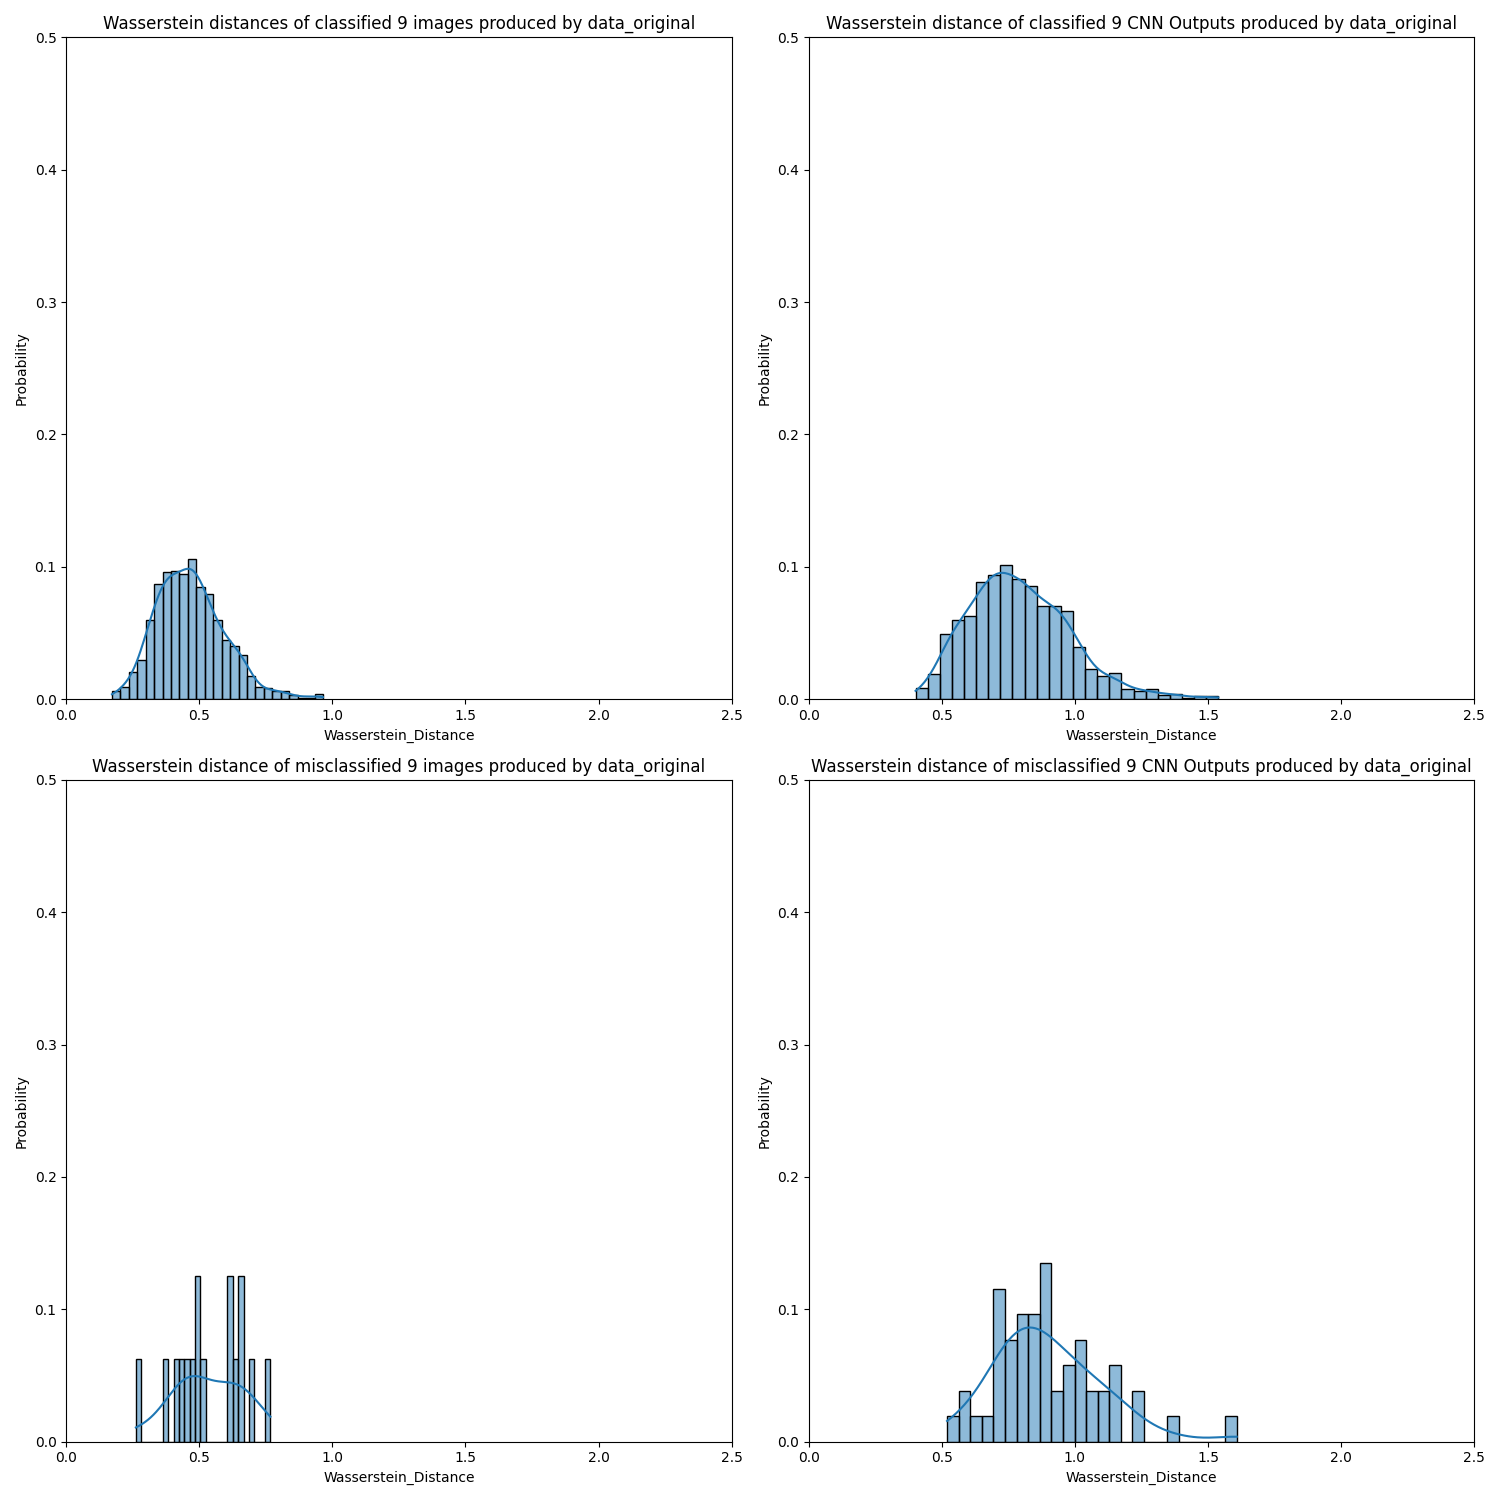 Wasserstein distances of classified 9 images produced by data_original
0.5
0.4
0.3
0.2
0.1
0.0
Probability
0.0 0.5 1.0 1.5 2.0 2.5
Wasserstein_Distance
Wasserstein distance of classified 9 CNN Outputs produced by data_original
0.5
0.4
0.3
0.2
0.1
0.0
Probability
0.0 0.5 1.0 1.5 2.0 2.5
Wasserstein_Distance
Wasserstein distance of misclassified 9 images produced by data_original
0.5
0.4
0.3
0.2
0.1
0.0
Probability
0.0 0.5 1.0 1.5 2.0 2.5
Wasserstein_Distance
Wasserstein distance of misclassified 9 CNN Outputs produced by data_original
0.5
0.4
0.3
0.2
0.1
0.0
Probability
0.0 0.5 1.0 1.5 2.0 2.5
Wasserstein_Distance